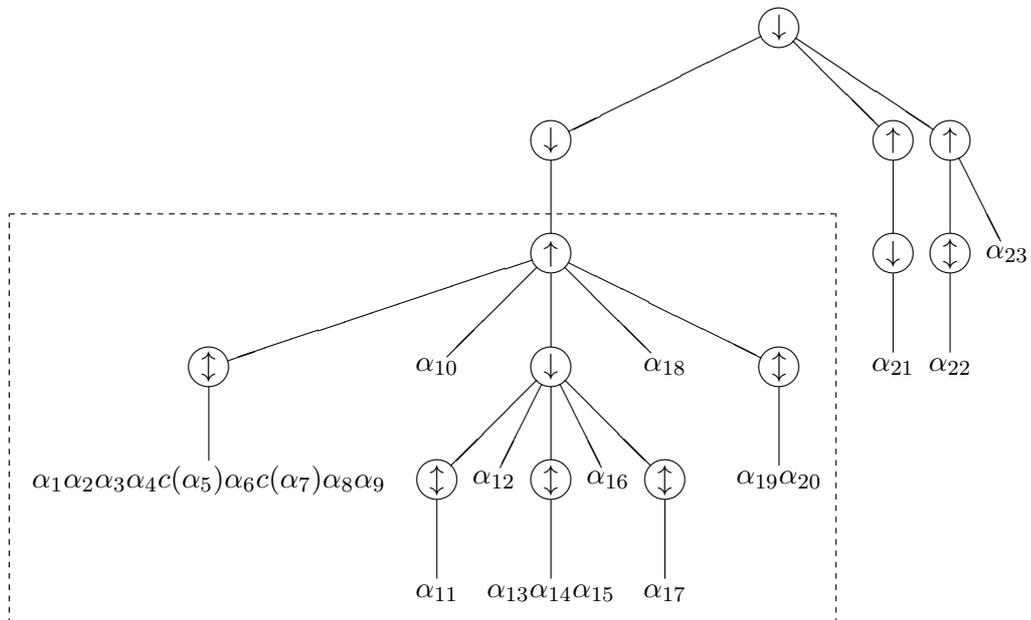 ↓
↓ ↑ ↑
↑ ↓ ↕ α₂₃
↕ α₁₀ ↓ α₁₈ ↕ α₂₁ α₂₂
α₁α₂α₃α₄c(α₅)α₆c(α₇)α₈α₉ ↕ α₁₂ ↕ α₁₆ ↕ α₁₉α₂₀
α₁₁ α₁₃α₁₄α₁₅ α₁₇